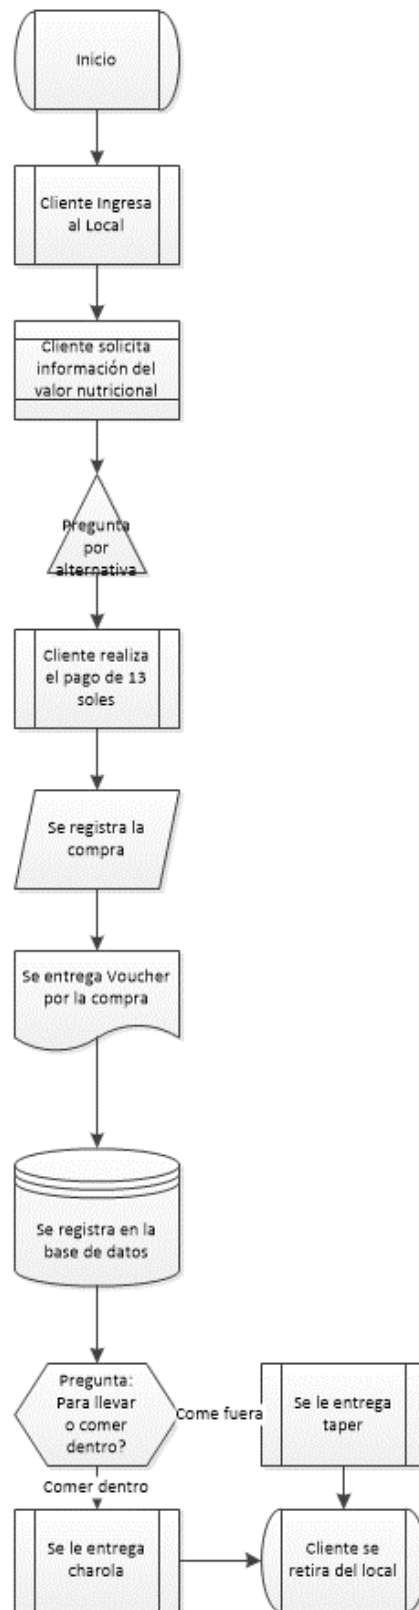 Inicio
Cliente Ingresa
al Local
Cliente solicita
información del
valor nutricional
Pregunta
por
alternativa
Cliente realiza
el pago de 13
soles
Se registra la
compra
Se entrega Voucher
por la compra
Se registra en la
base de datos
Pregunta:
Para llevar
o comer
dentro?
Come fuera
Se le entrega
taper
Comer dentro
Se le entrega
charola
Cliente se
retira del local